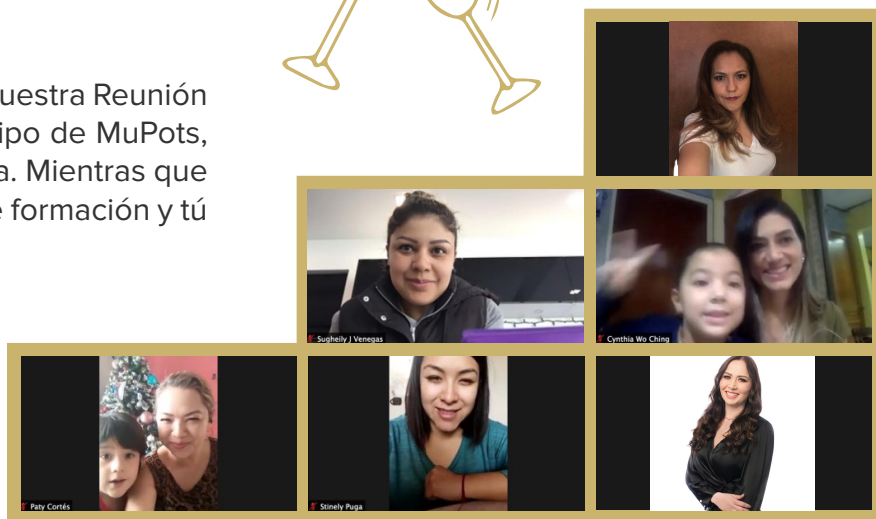 uestra Reunión
ipo de MuPots,
a. Mientras que
e formación y tú
Sugheily J Venegas
Cynthia Wo Ching
Paty Cortés
Stinely Puga